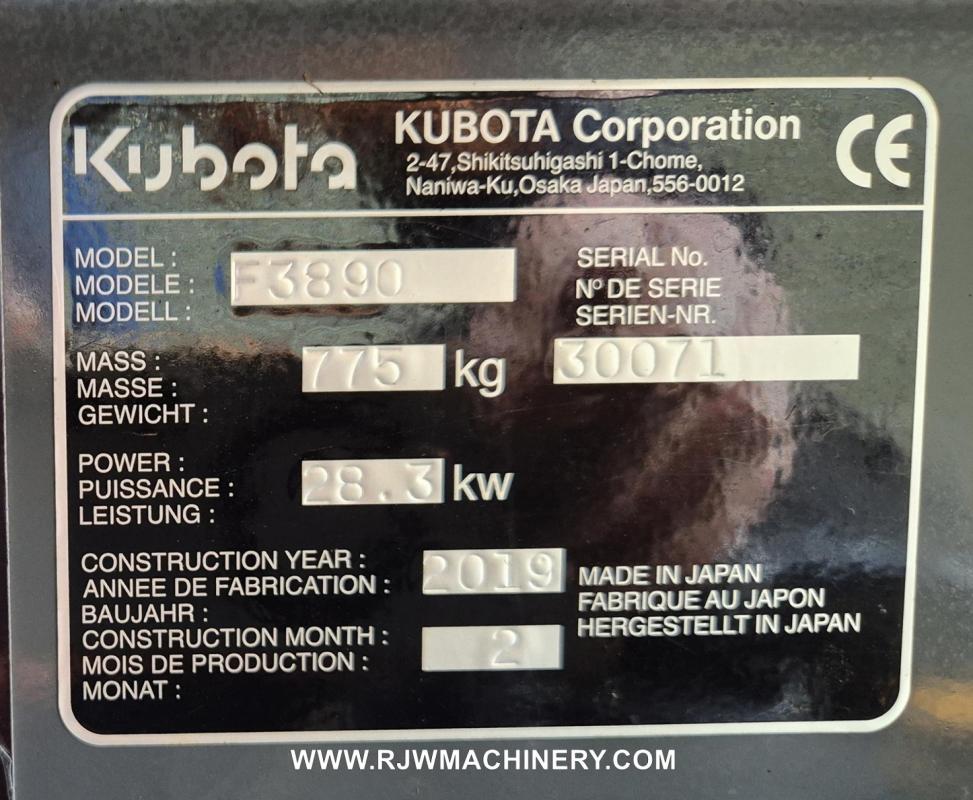 Kubota
KUBOTA Corporation
2-47,Shikitsuhigashi 1-Chome,
Naniwa-Ku,Osaka Japan,556-0012
CE
MODEL :
MODELE :
MODELL :
F3890
SERIAL No.
Nº DE SERIE
SERIEN-NR.
30071
MASS :
MASSE :
GEWICHT :
775 kg
POWER :
PUISSANCE :
LEISTUNG :
28.3 kw
CONSTRUCTION YEAR :
ANNEE DE FABRICATION :
BAUJAHR :
2019
CONSTRUCTION MONTH :
MOIS DE PRODUCTION :
MONAT :
2
MADE IN JAPAN
FABRIQUE AU JAPON
HERGESTELLT IN JAPAN
WWW.RJWMACHINERY.COM